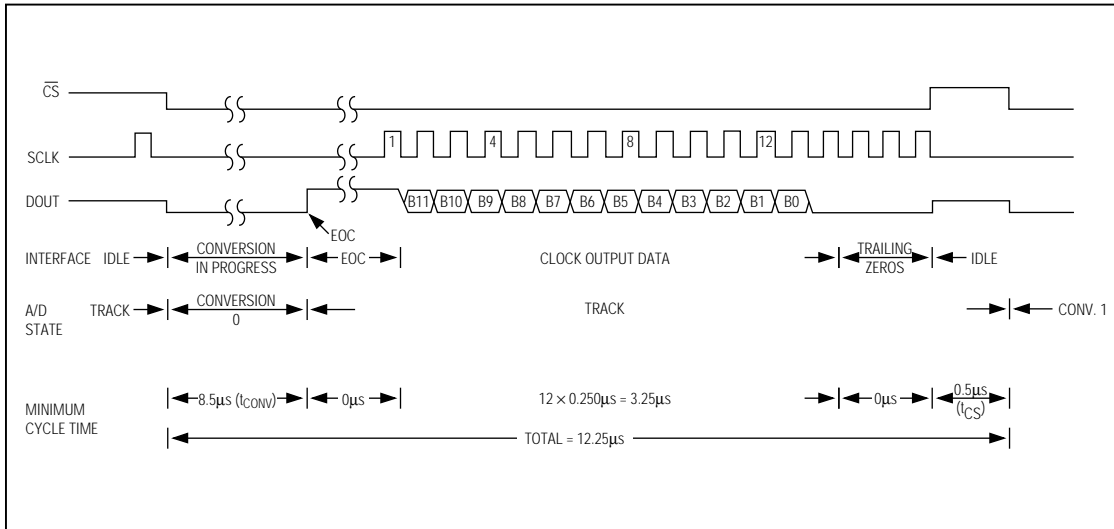 CS
SCLK
1 4 8 12
DOUT
B11 B10 B9 B8 B7 B6 B5 B4 B3 B2 B1 B0
EOC
INTERFACE IDLE CONVERSION IN PROGRESS EOC CLOCK OUTPUT DATA TRAILING ZEROS IDLE
A/D STATE TRACK CONVERSION 0 TRACK CONV. 1
MINIMUM CYCLE TIME 8.5µs (tCONV) 0µs 12 × 0.250µs = 3.25µs 0µs 0.5µs (tCS)
TOTAL = 12.25µs